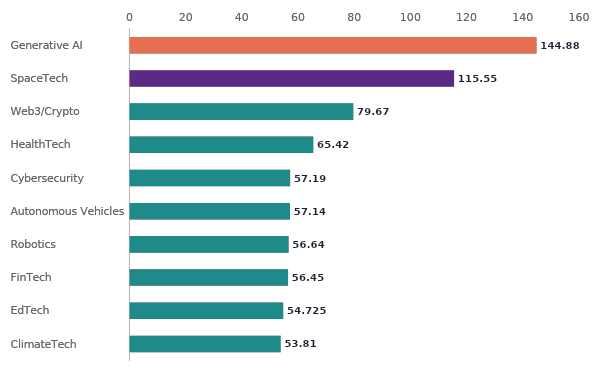 0 20 40 60 80 100 120 140 160
Generative AI 144.88
SpaceTech 115.55
Web3/Crypto 79.67
HealthTech 65.42
Cybersecurity 57.19
Autonomous Vehicles 57.14
Robotics 56.64
FinTech 56.45
EdTech 54.725
ClimateTech 53.81